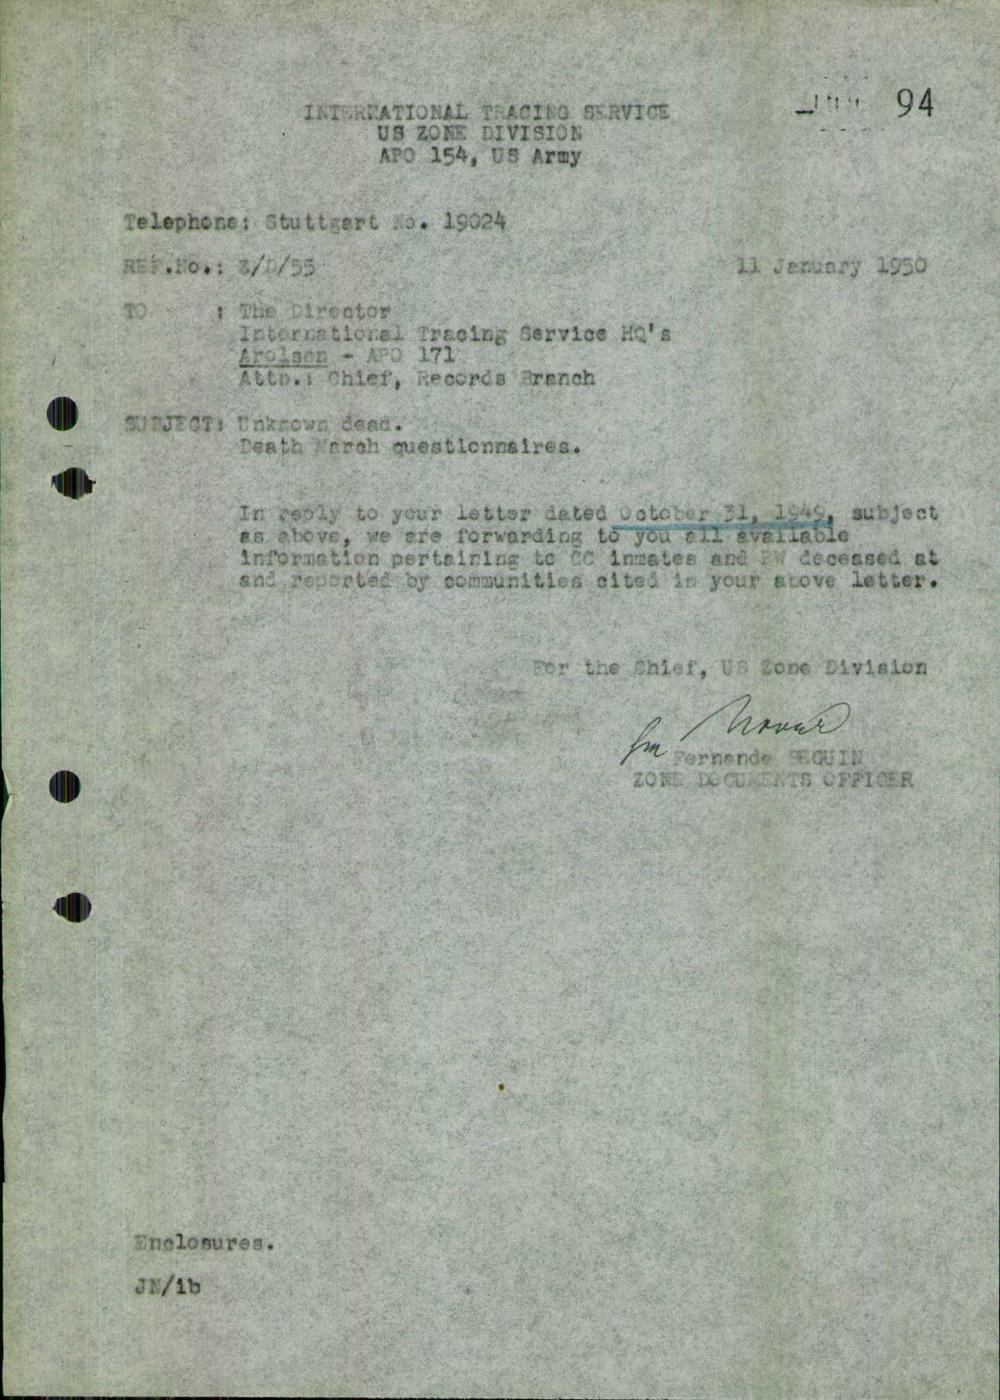 94
INTERNATIONAL TRACING SERVICE
US ZONE DIVISION
APO 154, US Army
Telephone: Stuttgart No. 19024
REF.No.: Z/D/55
11 January 1950
TO : The Director
International Tracing Service HQ's
Arolsen - APO 171
Attn.: Chief, Records Branch
SUBJECT: Unknown dead.
Death March questionnaires.
In reply to your letter dated October 31, 1949, subject
as above, we are forwarding to you all available
information pertaining to CC inmates and PW deceased at
and reported by communities cited in your above letter.
For the Chief, US Zone Division
Fernande SEGUIN
ZONE DOCUMENTS OFFICER
Enclosures.
JN/ib